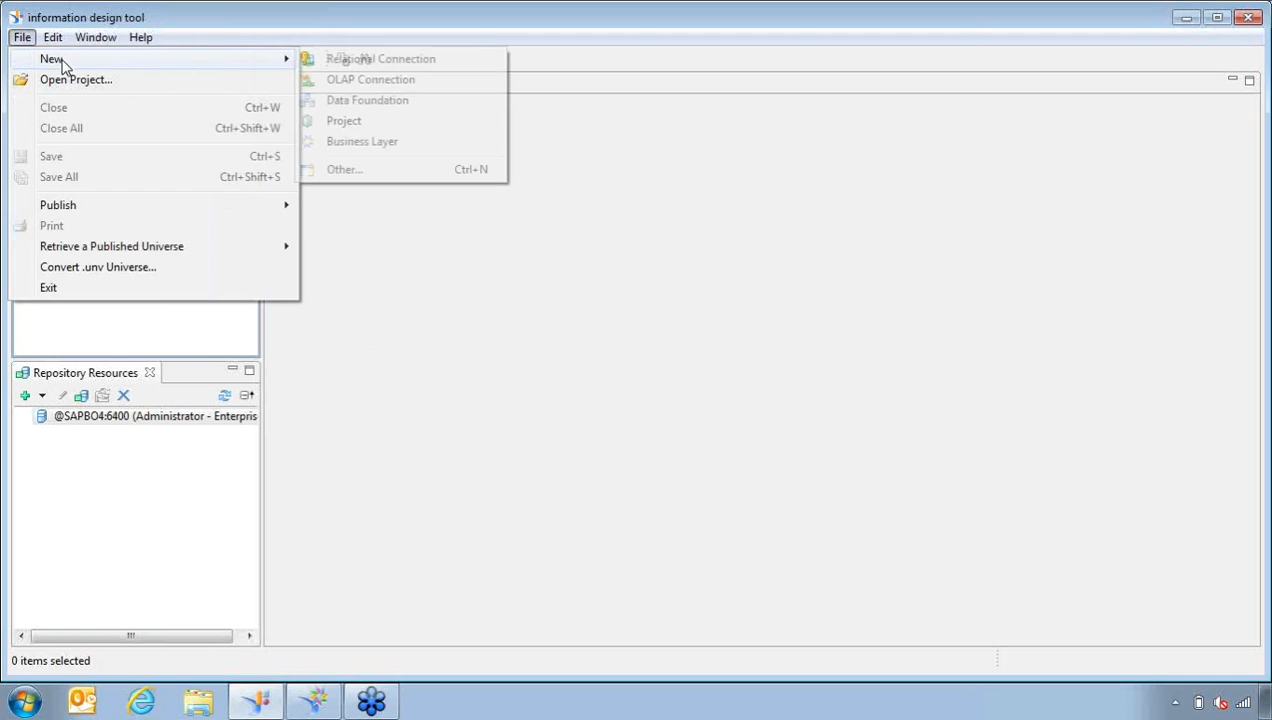 information design tool
File Edit Window Help
New
Open Project...
Close Ctrl+W
Close All Ctrl+Shift+W
Save Ctrl+S
Save All Ctrl+Shift+S
Publish
Print
Retrieve a Published Universe
Convert .unv Universe...
Exit
Relational Connection
OLAP Connection
Data Foundation
Project
Business Layer
Other... Ctrl+N
Repository Resources
@SAPBO4:6400 (Administrator - Enterpris
0 items selected